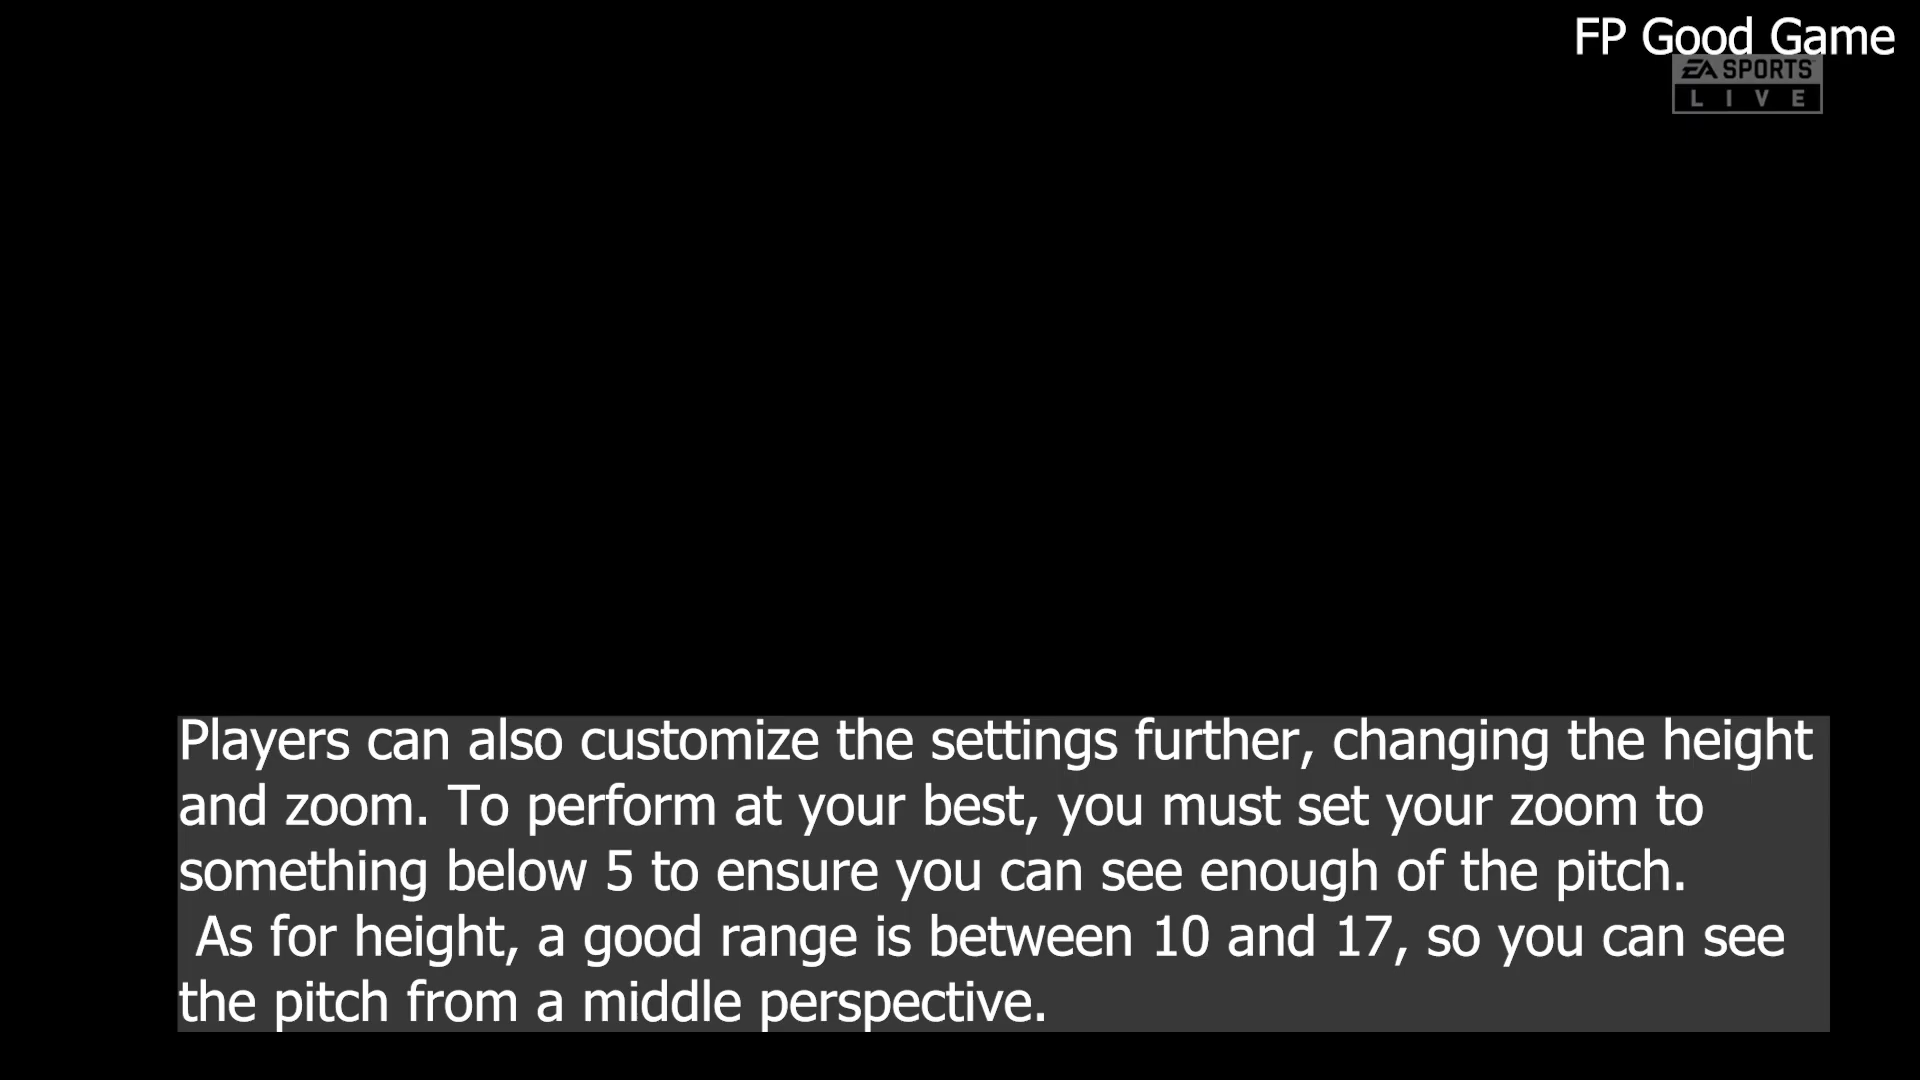 FP Good Game
EA SPORTS
LIVE
Players can also customize the settings further, changing the height
and zoom. To perform at your best, you must set your zoom to
something below 5 to ensure you can see enough of the pitch.
As for height, a good range is between 10 and 17, so you can see
the pitch from a middle perspective.